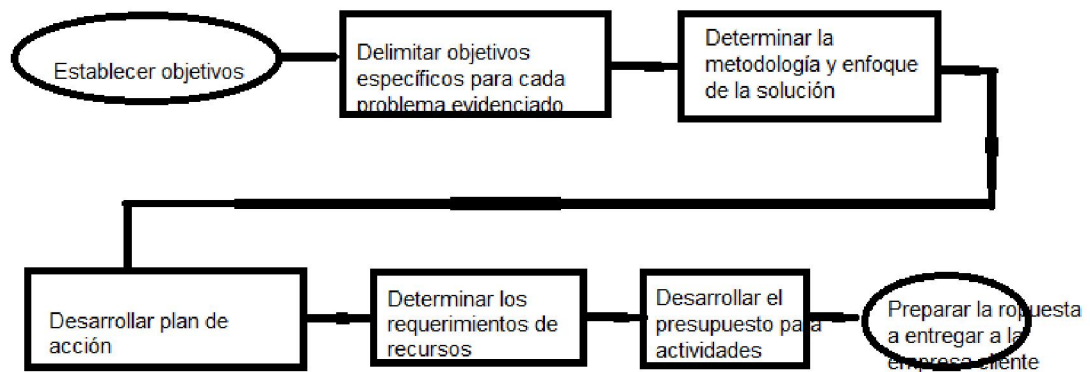 Establecer objetivos
Delimitar objetivos
específicos para cada
problema evidenciado
Determinar la
metodología y enfoque
de la solución
Desarrollar plan de
acción
Determinar los
requerimientos de
recursos
Desarrollar el
presupuesto para
actividades
Preparar la ropuesta
a entregar a la
empresa cliente